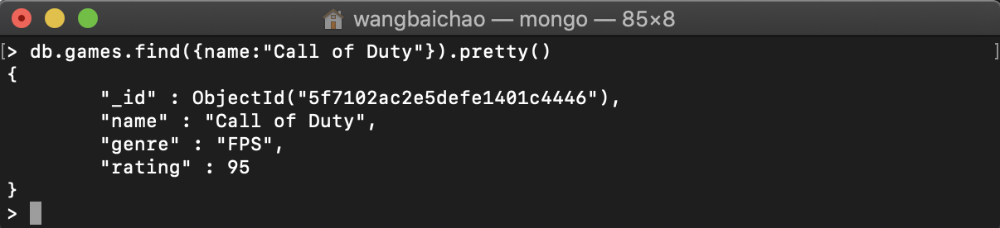 wangbaichao — mongo — 85×8
[> db.games.find({name:"Call of Duty"}).pretty() ]
{
"_id" : ObjectId("5f7102ac2e5defe1401c4446"),
"name" : "Call of Duty",
"genre" : "FPS",
"rating" : 95
}
>